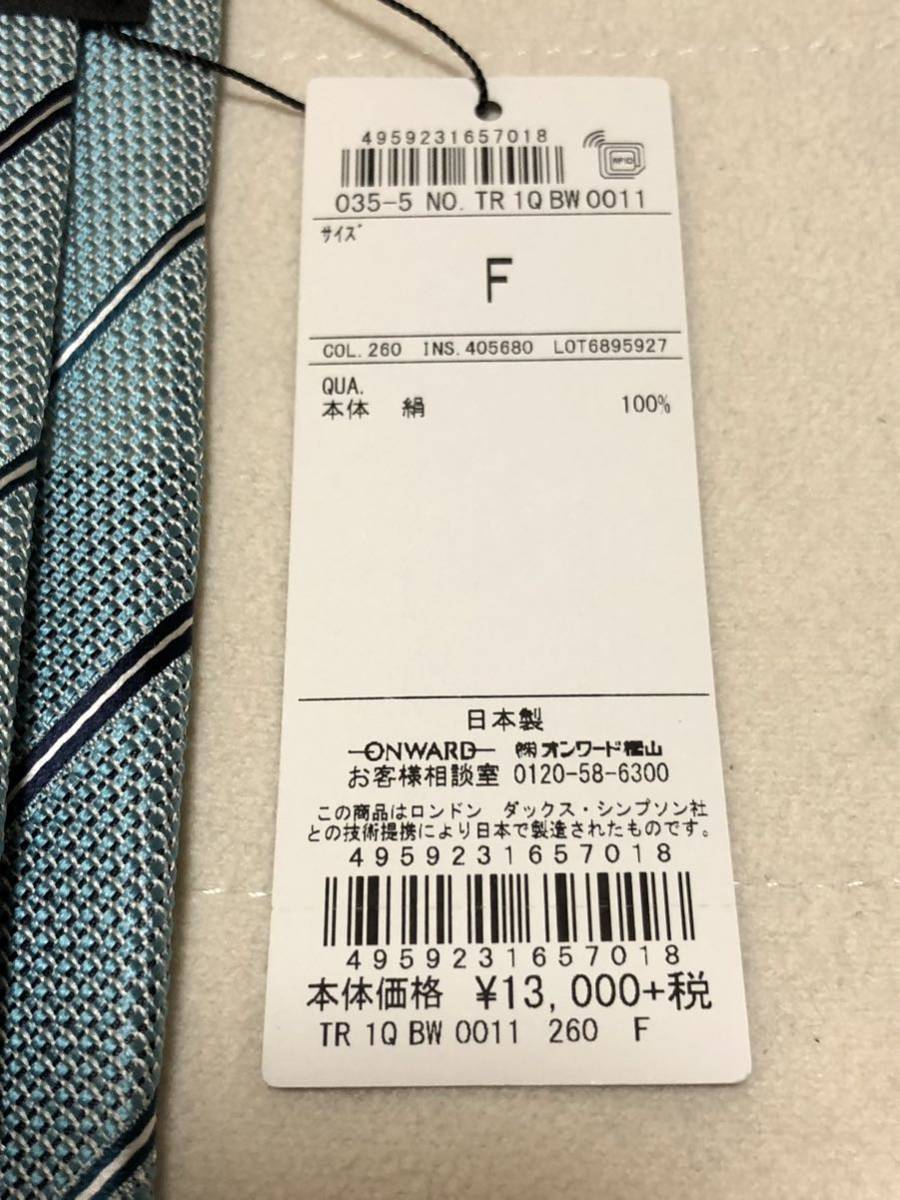 4959231657018
RFID
035-5 NO. TR 1Q BW 0011
サイズ
F
COL. 260 INS. 405680 LOT6895927
QUA.
本体 絹 100%
日本製
ONWARD ㈱オンワード樫山
お客様相談室 0120-58-6300
この商品はロンドン ダックス・シンプソン社
との技術提携により日本で製造されたものです。
4959231657018
4959231657018
本体価格 ¥13,000+税
TR 1Q BW 0011 260 F